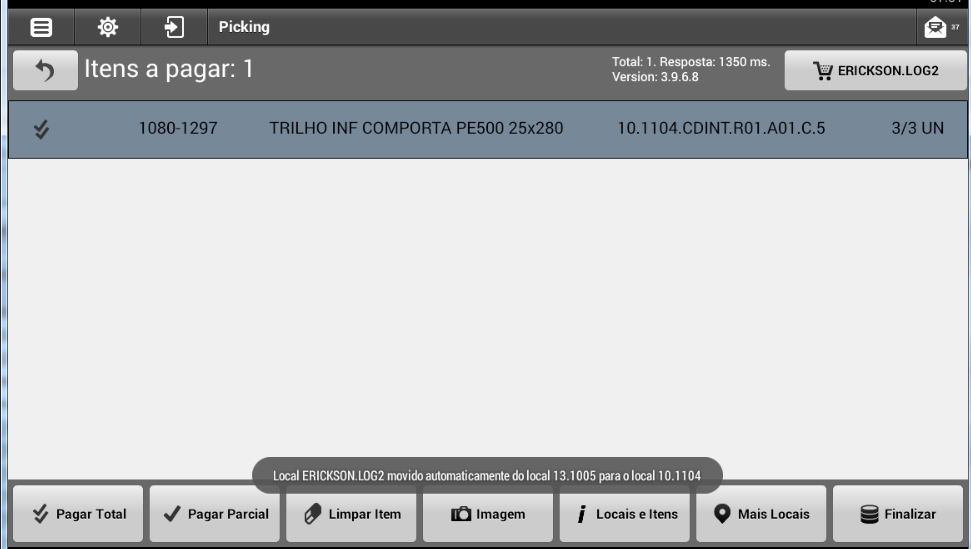 Picking
37
Itens a pagar: 1
Total: 1. Resposta: 1350 ms.
Version: 3.9.6.8
ERICKSON.LOG2
1080-1297 TRILHO INF COMPORTA PE500 25x280 10.1104.CDINT.R01.A01.C.5 3/3 UN
Local ERICKSON.LOG2 movido automaticamente do local 13.1005 para o local 10.1104
Pagar Total
Pagar Parcial
Limpar Item
Imagem
Locais e Itens
Mais Locais
Finalizar